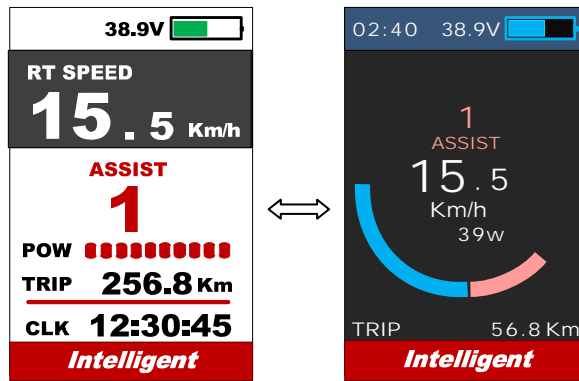 38.9V
RT SPEED
15.5 Km/h
ASSIST
1
POW
TRIP 256.8 Km
CLK 12:30:45
Intelligent
02:40 38.9V
1
ASSIST
15.5
Km/h
39w
TRIP 56.8 Km
Intelligent